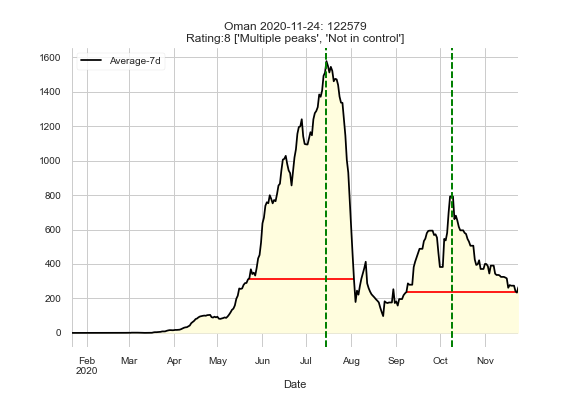 Oman 2020-11-24: 122579
Rating:8 ['Multiple peaks', 'Not in control']
Average-7d
1600
1400
1200
1000
800
600
400
200
0
Feb Mar Apr May Jun Jul Aug Sep Oct Nov
2020
Date